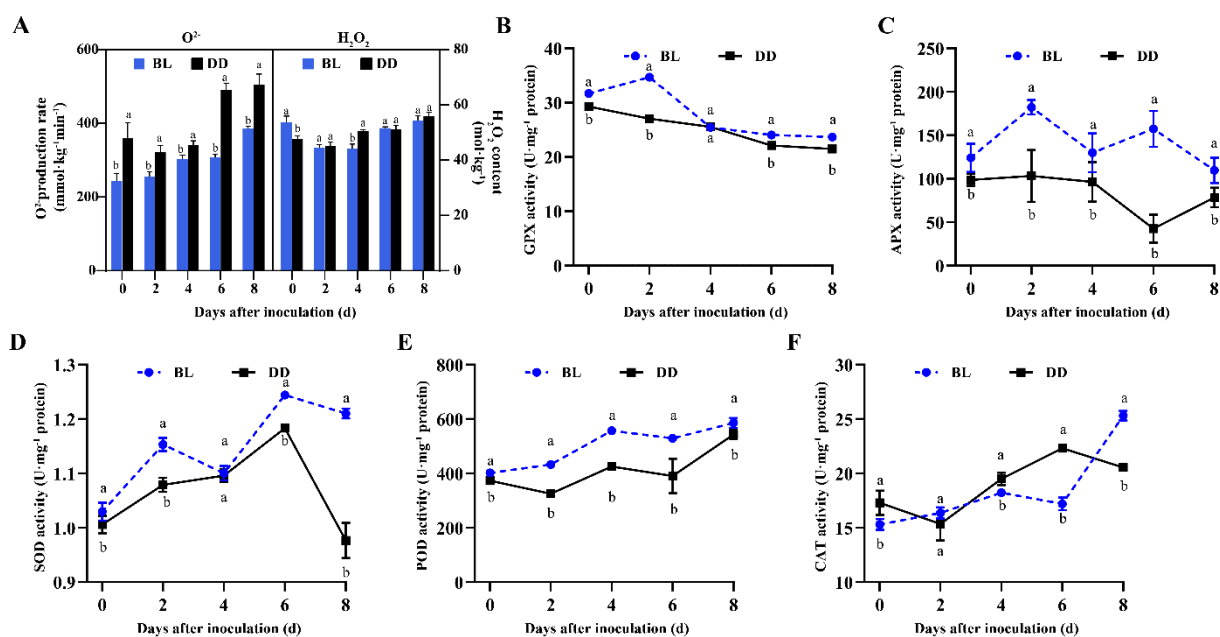 A
O²⁻
H₂O₂
BL DD BL DD
O²⁻production rate
(mmol·kg⁻¹min⁻¹)
600
400
200
0
80
60
40
20
0
H₂O₂ content
(mol·kg⁻¹)
b a b a b a b a b a
a b a a b a a a a a
0 2 4 6 8 0 2 4 6 8
Days after inoculation (d)
B
BL DD
GPX activity (U·mg⁻¹ protein)
40
30
20
10
0
a a a a a
b b a b b
0 2 4 6 8
Days after inoculation (d)
C
BL DD
APX activity (U·mg⁻¹ protein)
250
200
150
100
50
0
a a a a a
b b b b b
0 2 4 6 8
Days after inoculation (d)
D
BL DD
SOD activity (U·mg⁻¹ protein)
1.3
1.2
1.1
1.0
0.9
a a a a a
b b a b b
0 2 4 6 8
Days after inoculation (d)
E
BL DD
POD activity (U·mg⁻¹ protein)
800
600
400
200
0
a a a a a
b b b b b
0 2 4 6 8
Days after inoculation (d)
F
BL DD
CAT activity (U·mg⁻¹ protein)
30
25
20
15
10
a a a a a
b a b b b
0 2 4 6 8
Days after inoculation (d)